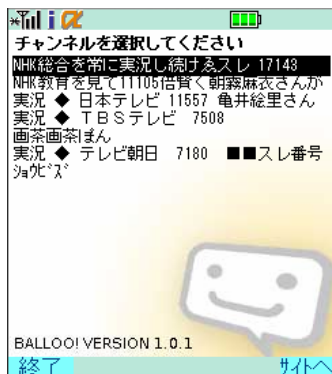 i α
チャンネルを選択してください
NHK総合を常に実況し続けゑスレ 17143
NHK教育を見て11105倍賢く朝霧麻衣さんが
実況 ◆ 日本テレビ 11557 亀井絵里さん
実況 ◆ TBSテレビ 7508
画茶画茶ほん
実況 ◆ テレビ朝日 7180 ■■スレ番号
ｼｮｳﾋﾞｽﾞ
BALLOO! VERSION 1.0.1
終了
サイトへ